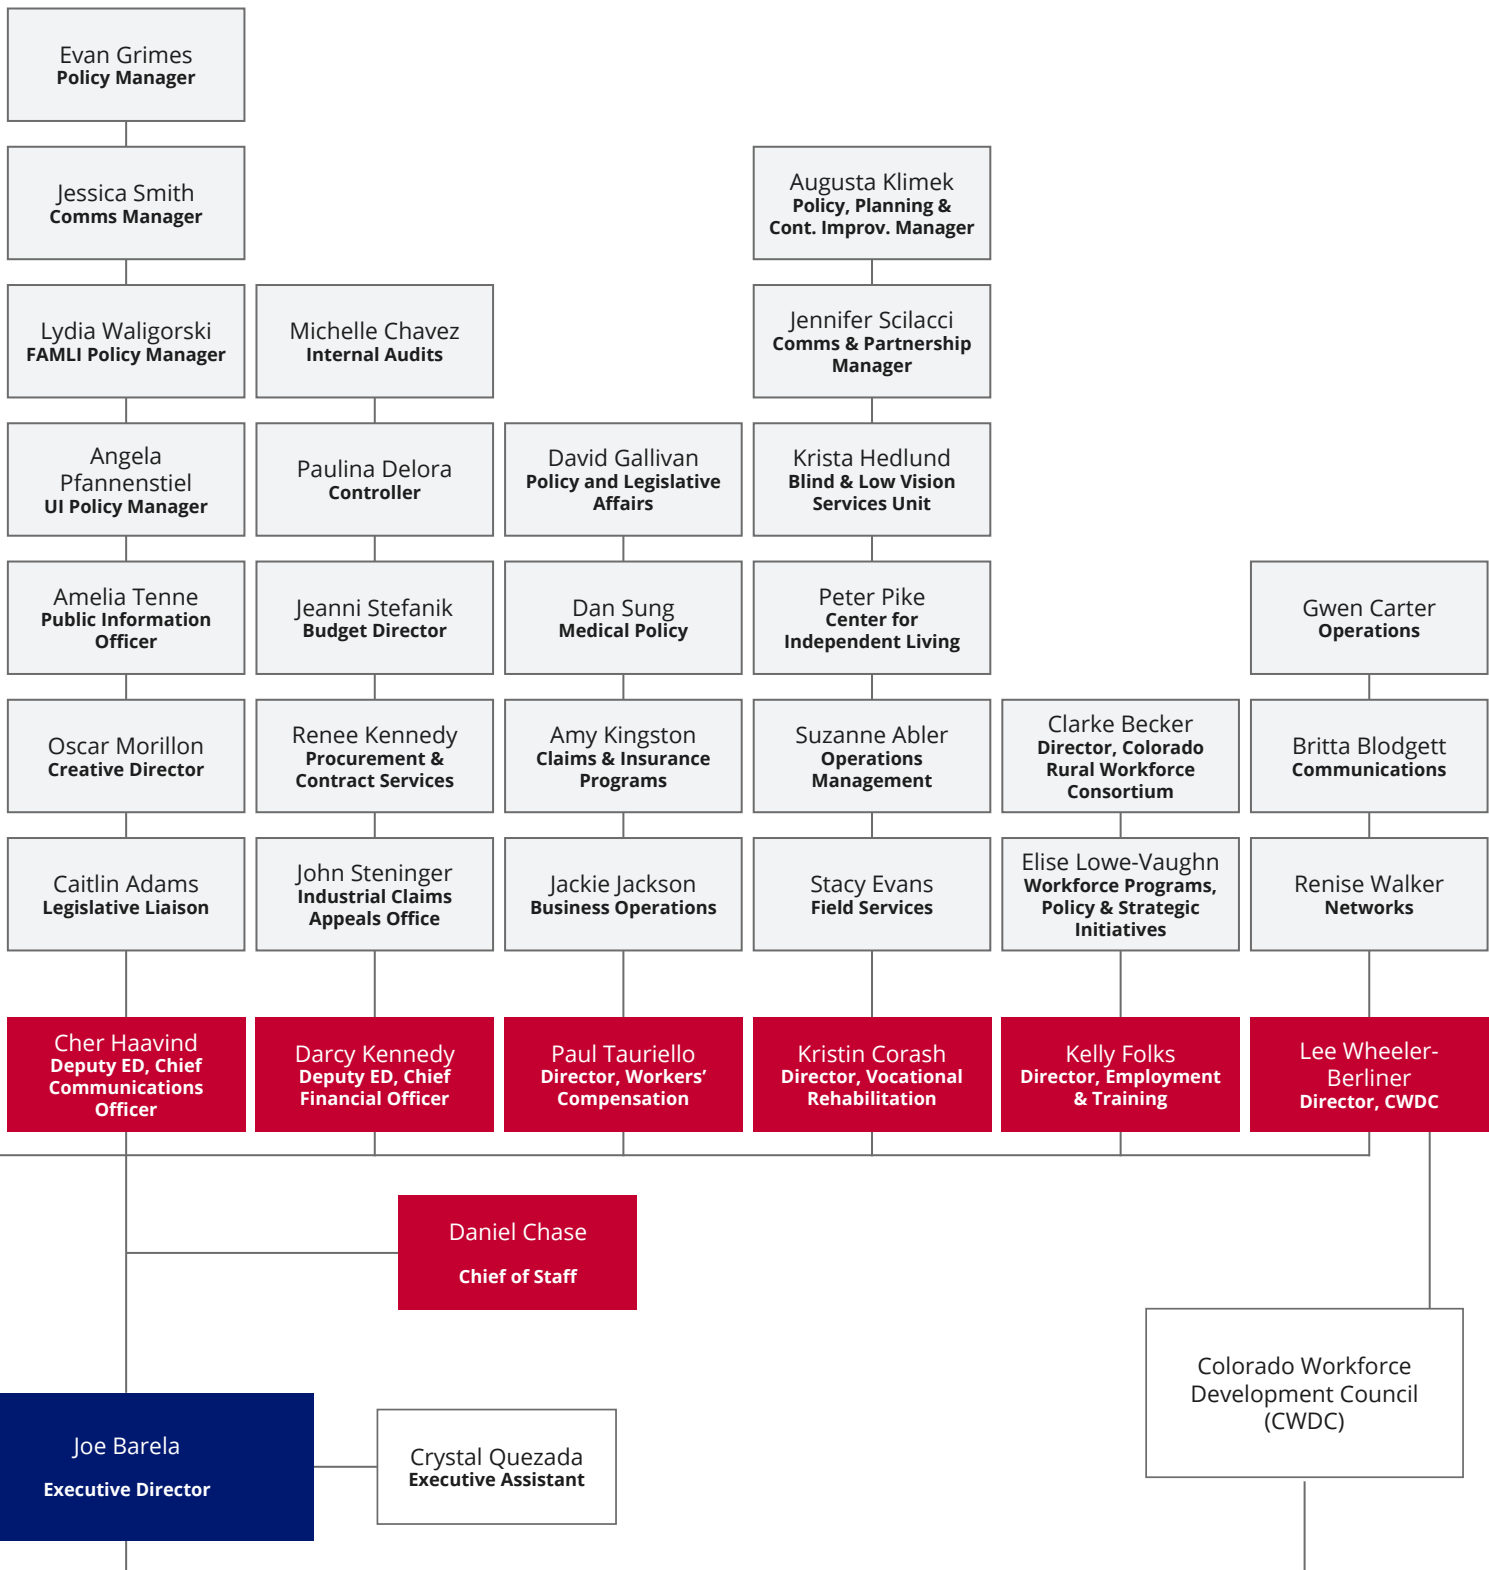 Evan Grimes
Policy Manager
Jessica Smith
Comms Manager
Lydia Waligorski
FAMLI Policy Manager
Angela
Pfannenstiel
UI Policy Manager
Amelia Tenne
Public Information
Officer
Oscar Morillon
Creative Director
Caitlin Adams
Legislative Liaison
Cher Haavind
Deputy ED, Chief
Communications
Officer
Michelle Chavez
Internal Audits
Paulina Delora
Controller
Jeanni Stefanik
Budget Director
Renee Kennedy
Procurement &
Contract Services
John Steninger
Industrial Claims
Appeals Office
Darcy Kennedy
Deputy ED, Chief
Financial Officer
David Gallivan
Policy and Legislative
Affairs
Dan Sung
Medical Policy
Amy Kingston
Claims & Insurance
Programs
Jackie Jackson
Business Operations
Paul Tauriello
Director, Workers’
Compensation
Augusta Klimek
Policy, Planning &
Cont. Improv. Manager
Jennifer Scilacci
Comms & Partnership
Manager
Krista Hedlund
Blind & Low Vision
Services Unit
Peter Pike
Center for
Independent Living
Suzanne Abler
Operations
Management
Stacy Evans
Field Services
Kristin Corash
Director, Vocational
Rehabilitation
Clarke Becker
Director, Colorado
Rural Workforce
Consortium
Elise Lowe-Vaughn
Workforce Programs,
Policy & Strategic
Initiatives
Kelly Folks
Director, Employment
& Training
Gwen Carter
Operations
Britta Blodgett
Communications
Renise Walker
Networks
Lee Wheeler-
Berliner
Director, CWDC
Daniel Chase
Chief of Staff
Joe Barela
Executive Director
Crystal Quezada
Executive Assistant
Colorado Workforce
Development Council
(CWDC)